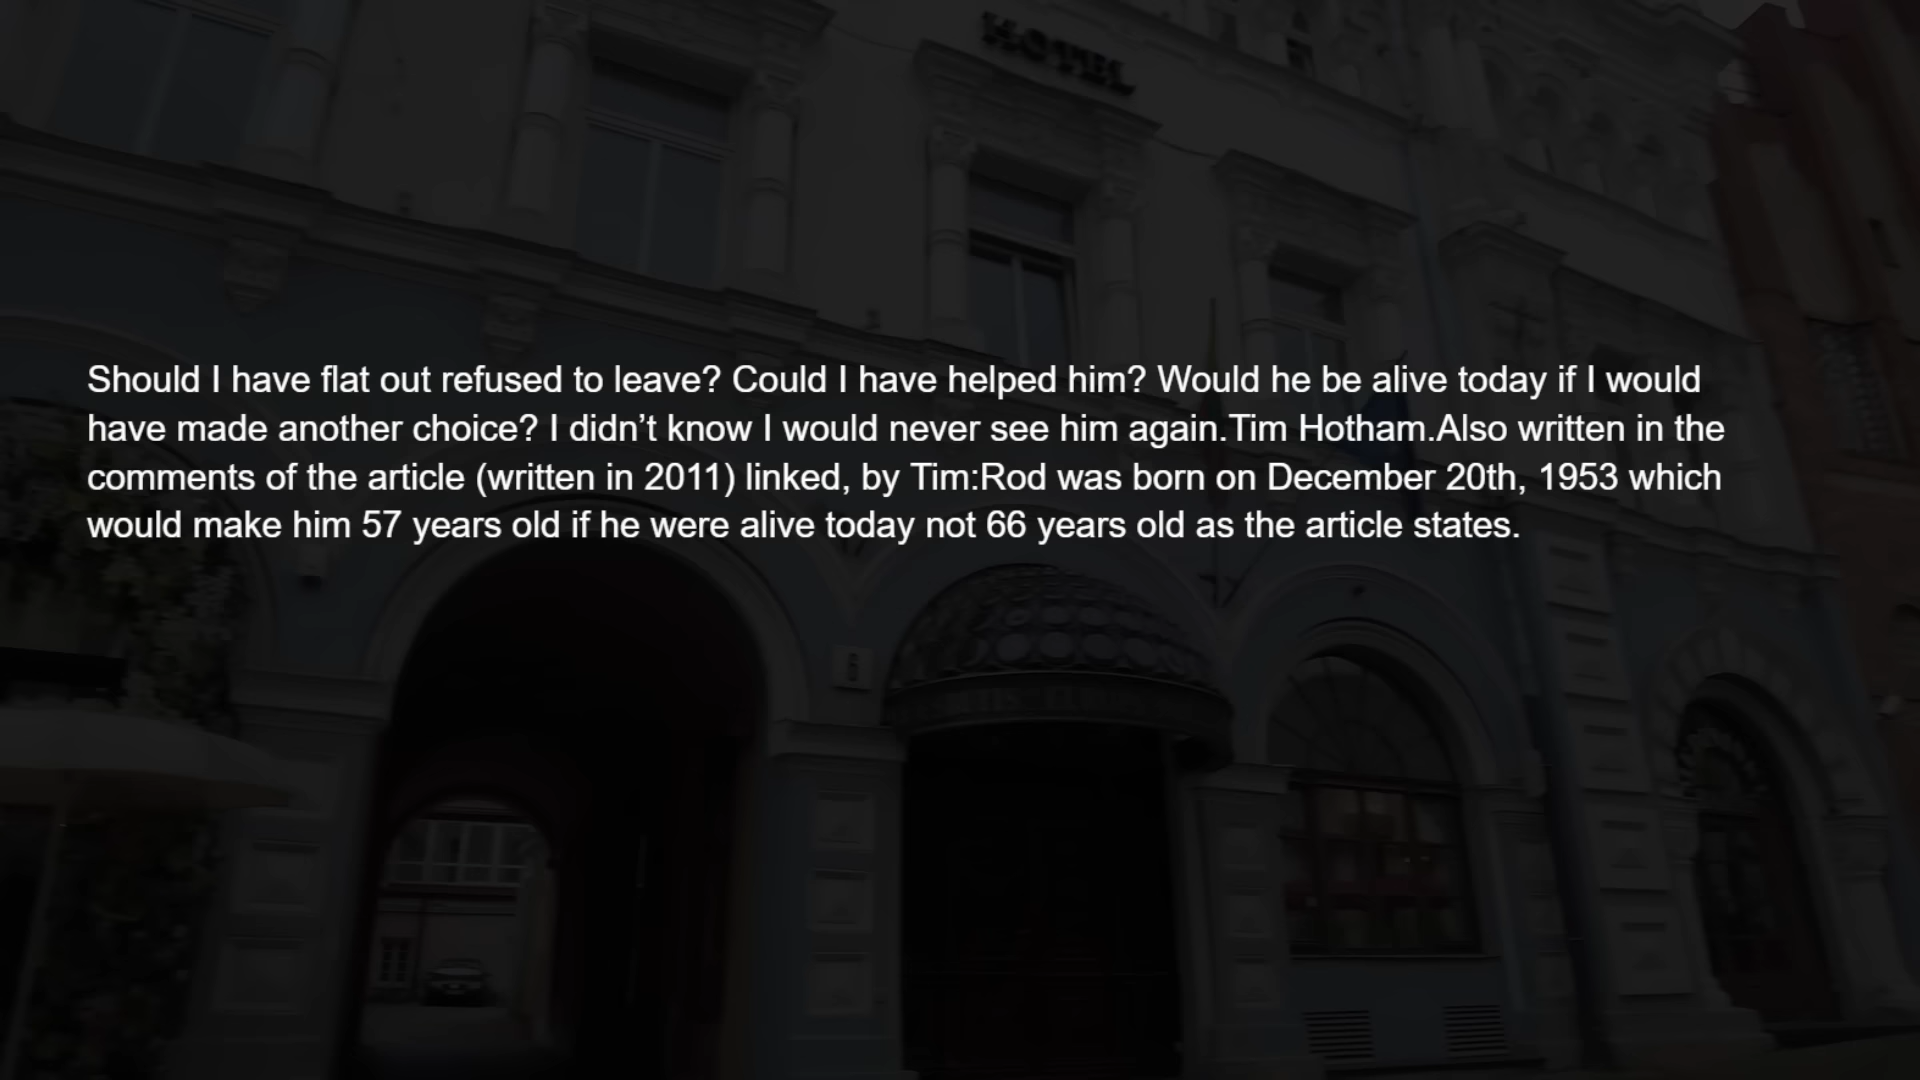 HOTEL
Should I have flat out refused to leave? Could I have helped him? Would he be alive today if I would
have made another choice? I didn’t know I would never see him again.Tim Hotham.Also written in the
comments of the article (written in 2011) linked, by Tim:Rod was born on December 20th, 1953 which
would make him 57 years old if he were alive today not 66 years old as the article states.